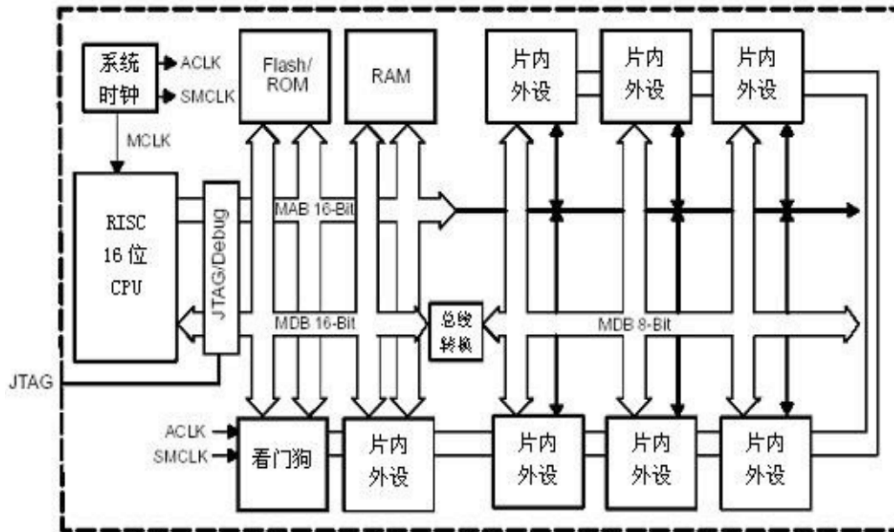 系统
时钟
ACLK
SMCLK
MCLK
Flash/
ROM
RAM
片内
外设
片内
外设
片内
外设
RISC
16 位
CPU
JTAG/Debug
MAB 16-Bit
MDB 16-Bit
总线
转换
MDB 8-Bit
JTAG
ACLK
SMCLK
看门狗
片内
外设
片内
外设
片内
外设
片内
外设